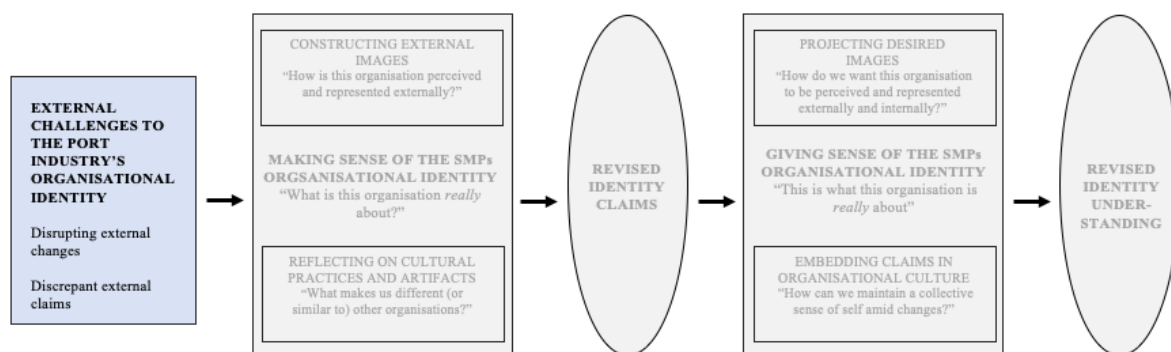 EXTERNAL
CHALLENGES TO
THE PORT
INDUSTRY'S
ORGANISATIONAL
IDENTITY
Disrupting external
changes
Discrepant external
claims
CONSTRUCTING EXTERNAL
IMAGES
“How is this organisation perceived
and represented externally?”
MAKING SENSE OF THE SMPs
ORGSANISATIONAL IDENTITY
“What is this organisation really
about?”
REFLECTING ON CULTURAL
PRACTICES AND ARTIFACTS
“What makes us different (or
similar to) other organisations?”
REVISED
IDENTITY
CLAIMS
PROJECTING DESIRED
IMAGES
“How do we want this organisation
to be perceived and represented
externally and internally?”
GIVING SENSE OF THE SMPs
ORGANISATIONAL IDENTITY
“This is what this organisation is
really about”
EMBEDDING CLAIMS IN
ORGANISATIONAL CULTURE
“How can we maintain a collective
sense of self amid changes?”
REVISED
IDENTITY
UNDER-
STANDING